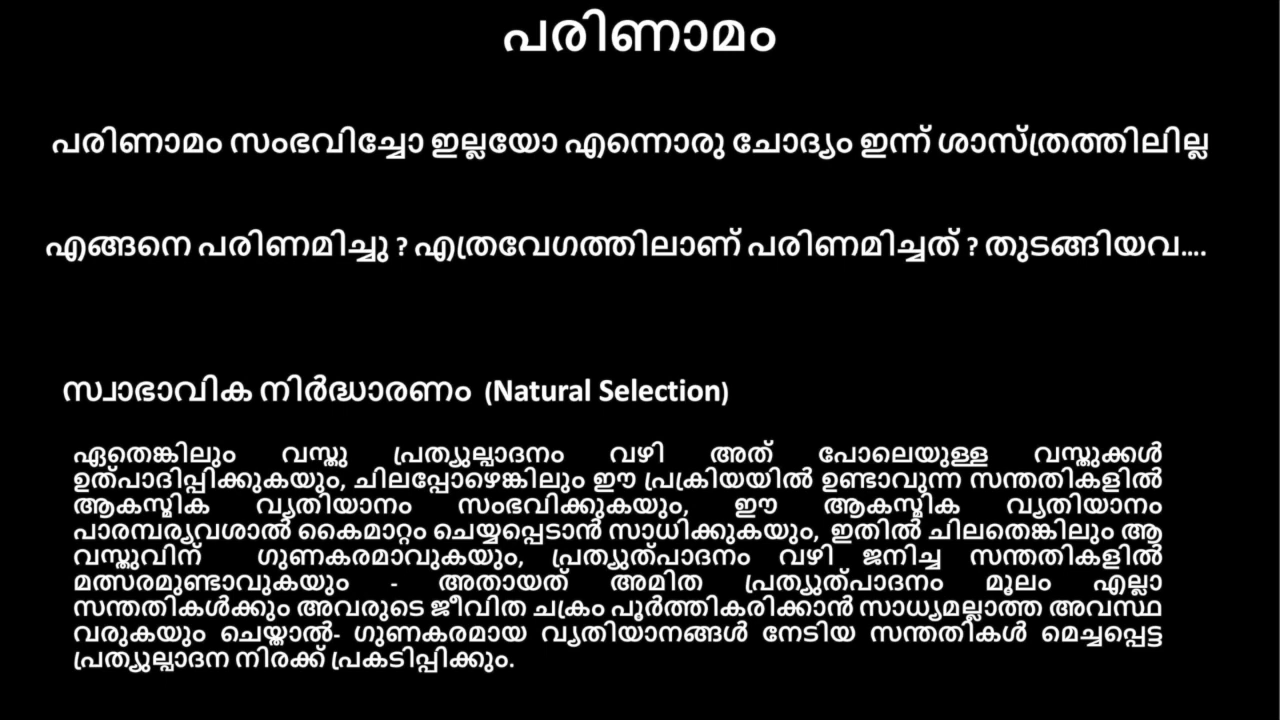 പരിണാമം
പരിണാമം സംഭവിച്ചോ ഇല്ലയോ എന്നൊരു ചോദ്യം ഇന്ന് ശാസ്ത്രത്തിലില്ല
എങ്ങനെ പരിണമിച്ചു ? എത്രവേഗത്തിലാണ് പരിണമിച്ചത് ? തുടങ്ങിയവ....
സ്വാഭാവിക നിർദ്ധാരണം (Natural Selection)
ഏതെങ്കിലും വസ്തു പ്രത്യുല്പാദനം വഴി അത് പോലെയുള്ള വസ്തുക്കൾ
ഉത്പാദിപ്പിക്കുകയും, ചിലപ്പോഴെങ്കിലും ഈ പ്രക്രിയയിൽ ഉണ്ടാവുന്ന സന്തതികളിൽ
ആകസ്മിക വ്യതിയാനം സംഭവിക്കുകയും, ഈ ആകസ്മിക വ്യതിയാനം
പാരമ്പര്യവശാൽ കൈമാറ്റം ചെയ്യപ്പെടാൻ സാധിക്കുകയും, ഇതിൽ ചിലതെങ്കിലും ആ
വസ്തുവിന് ഗുണകരമാവുകയും, പ്രത്യുത്പാദനം വഴി ജനിച്ച സന്തതികളിൽ
മത്സരമുണ്ടാവുകയും - അതായത് അമിത പ്രത്യുത്പാദനം മൂലം എല്ലാ
സന്തതികൾക്കും അവരുടെ ജീവിത ചക്രം പൂർത്തികരിക്കാൻ സാധ്യമല്ലാത്ത അവസ്ഥ
വരുകയും ചെയ്താൽ- ഗുണകരമായ വ്യതിയാനങ്ങൾ നേടിയ സന്തതികൾ മെച്ചപ്പെട്ട
പ്രത്യുല്പാദന നിരക്ക് പ്രകടിപ്പിക്കും.